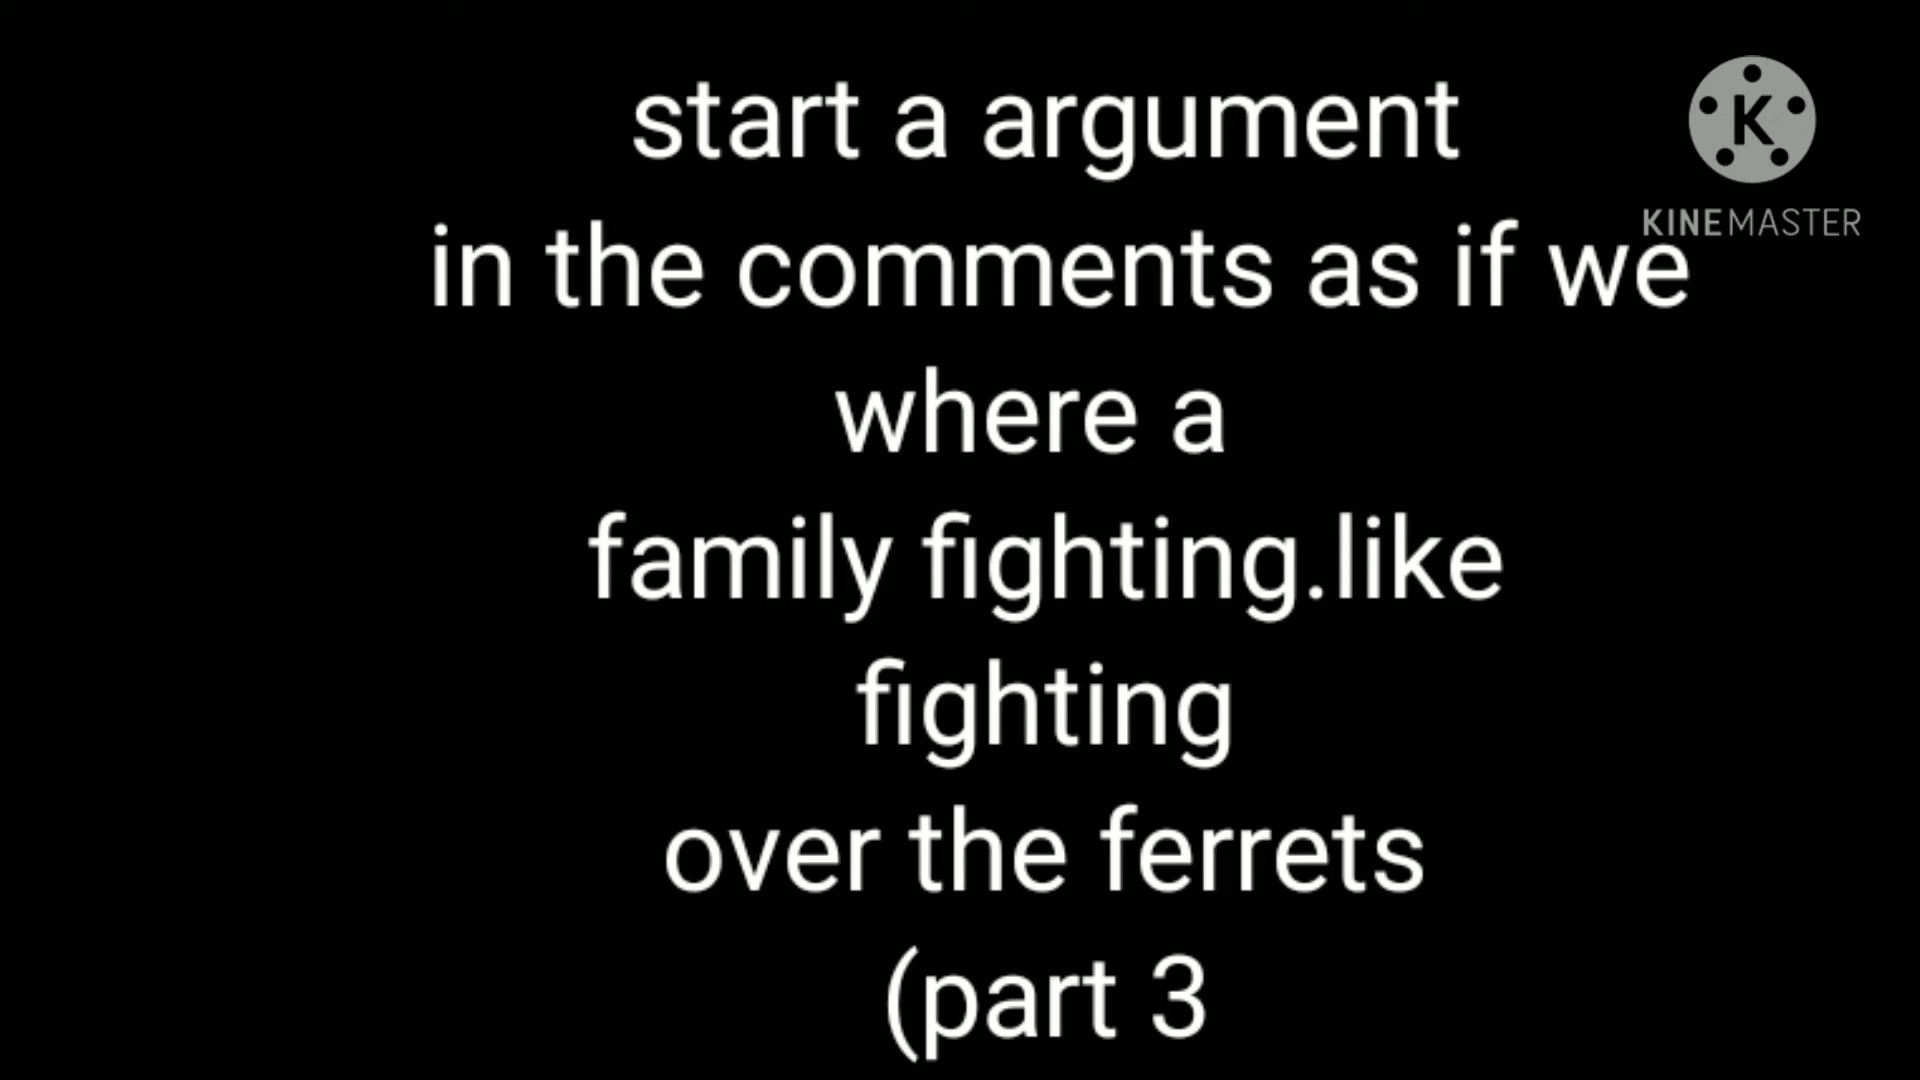 start a argument
in the comments as if we
where a
family fighting.like
fighting
over the ferrets
(part 3
K
KINEMASTER